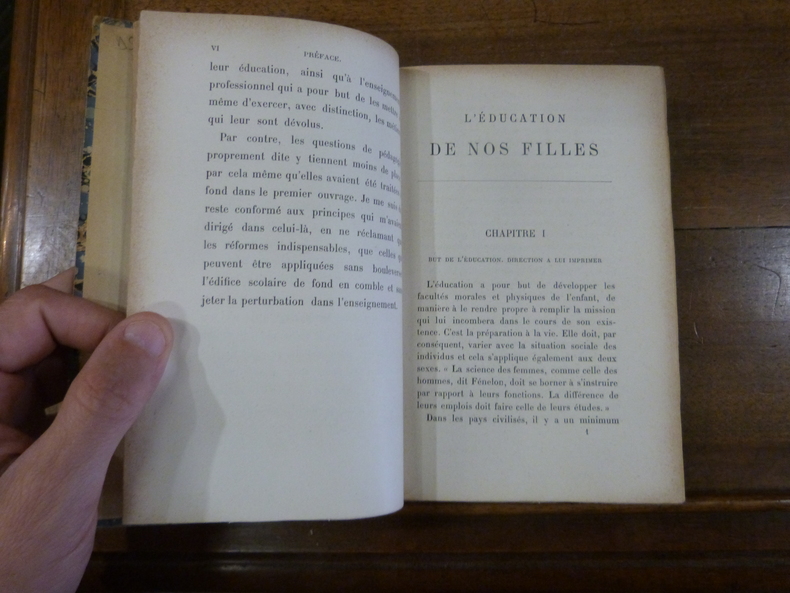 VI PRÉFACE.
leur éducation, ainsi qu'à l'enseignement
professionnel qui a pour but de les mettre
même d'exercer, avec distinction, les
qui leur sont dévolus.
Par contre, les questions de
proprement dite y tiennent moins de
par cela même qu'elles avaient été
fond dans le premier ouvrage. Je me suis
reste conformé aux principes qui
dirigé dans celui-là, en ne réclamant
les réformes indispensables, que celles
peuvent être appliquées sans
l'édifice scolaire de fond en comble et
jeter la perturbation dans l'enseignement.
L'ÉDUCATION
DE NOS FILLES
CHAPITRE I
BUT DE L'ÉDUCATION. DIRECTION A LUI IMPRIMER
L'éducation a pour but de développer les
facultés morales et physiques de l'enfant, de
manière à le rendre propre à remplir la mission
qui lui incombera dans le cours de son exis-
tence. C'est la préparation à la vie. Elle doit, par
conséquent, varier avec la situation sociale des
individus et cela s'applique également aux deux
sexes. « La science des femmes, comme celle des
hommes, dit Fénelon, doit se borner à s'instruire
par rapport à leurs fonctions. La différence de
leurs emplois doit faire celle de leurs études. »
Dans les pays civilisés, il y a un minimum
1